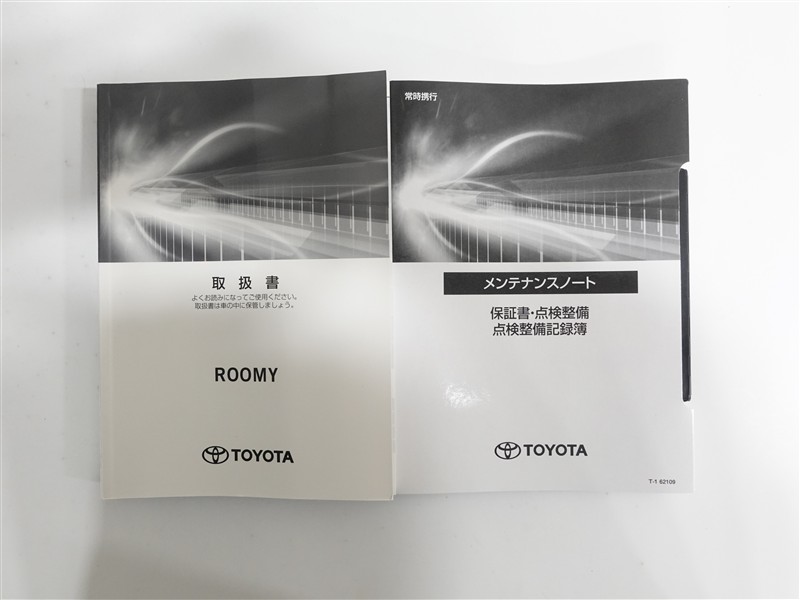 取扱書
よくお読みになってご使用ください。
取扱書は車の中に保管しましょう。
ROOMY
TOYOTA
常時携行
メンテナンスノート
保証書・点検整備
点検整備記録簿
TOYOTA
T-1 62109